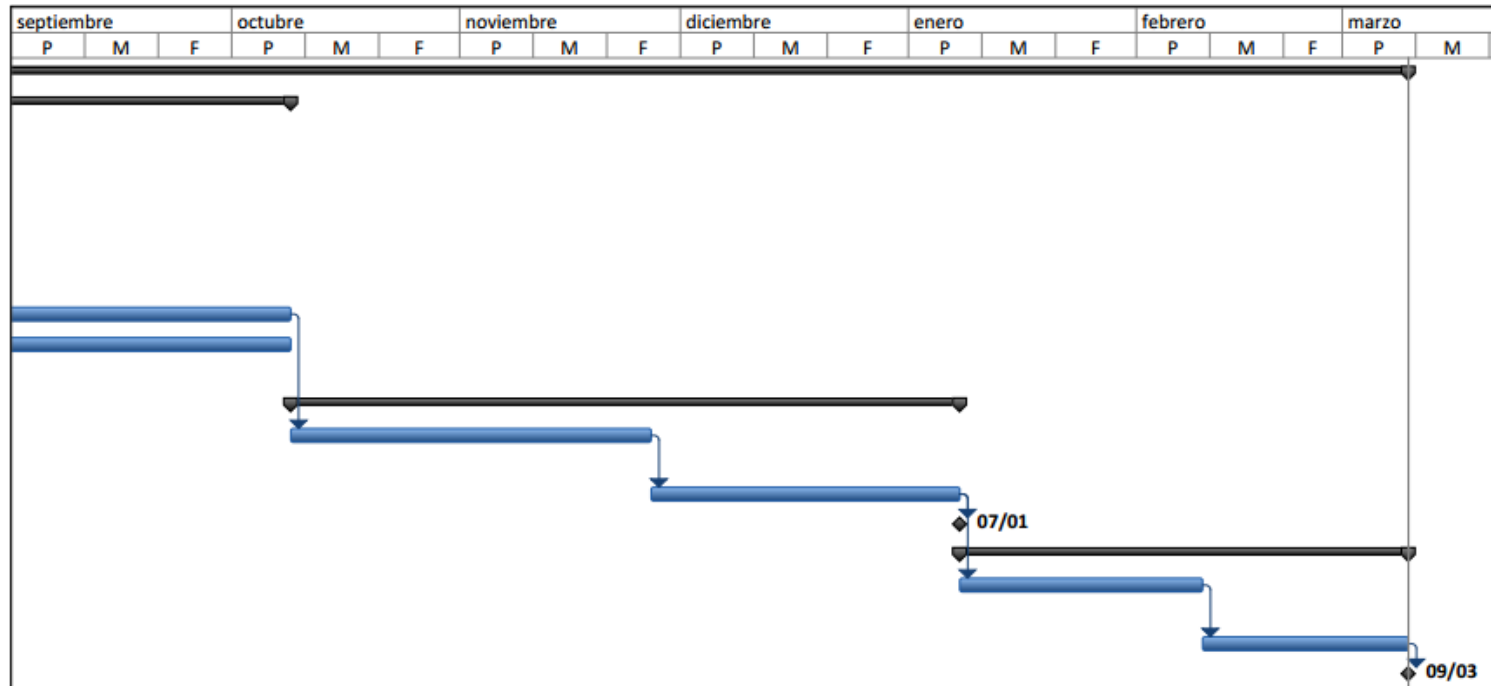 septiembre octubre noviembre diciembre enero febrero marzo
P M F P M F P M F P M F P M F P M F P M
07/01
09/03